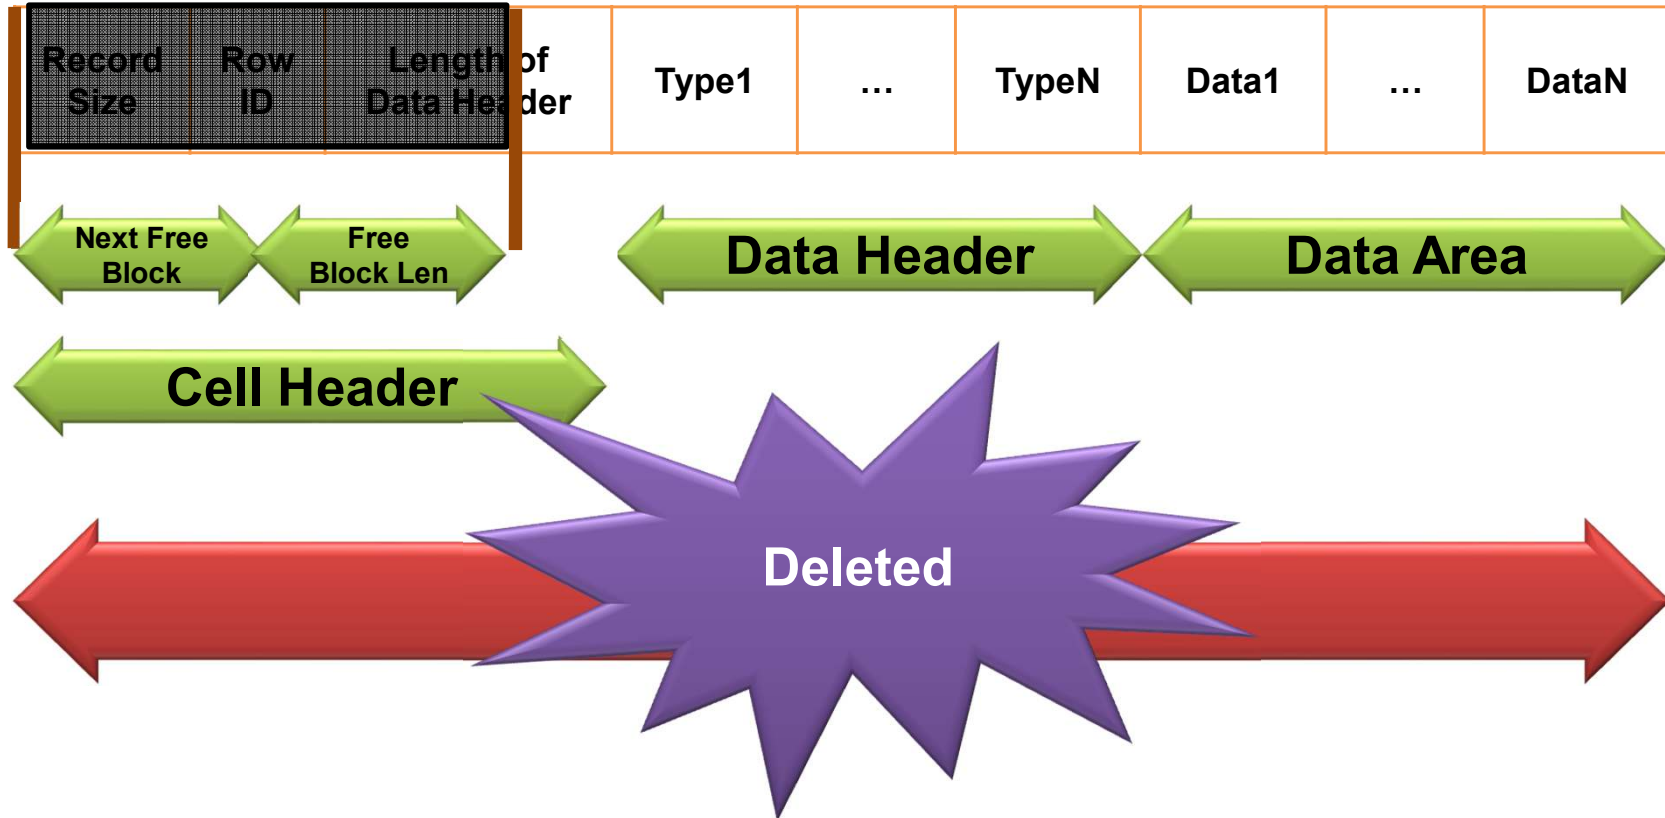 Record Size
Row ID
Length of Data Header
Type1
...
TypeN
Data1
...
DataN
Next Free
Block
Free
Block Len
Data Header
Data Area
Cell Header
Deleted